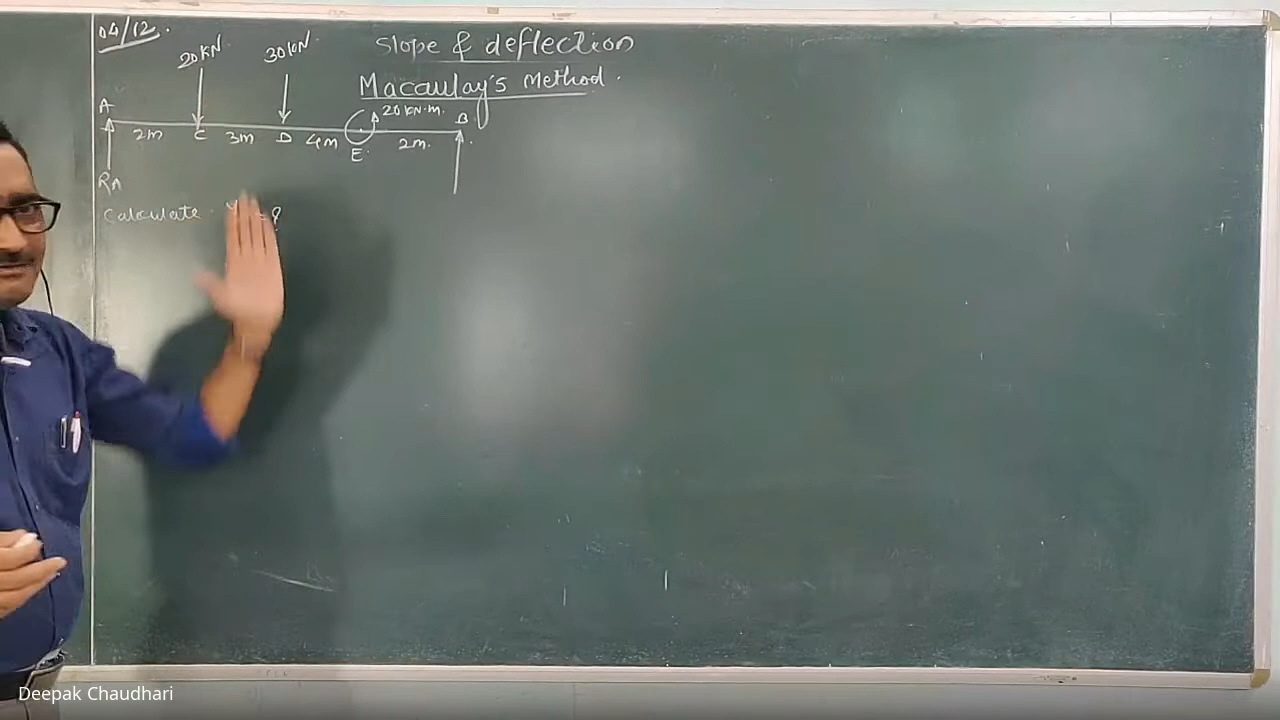 04/12.
Slope & deflection
Macaulay's Method.
20KN
30KN
A
20 KN.m.
B
2m
C
3m
D
4m
E
2m.
RA
Calculate
?
Deepak Chaudhari